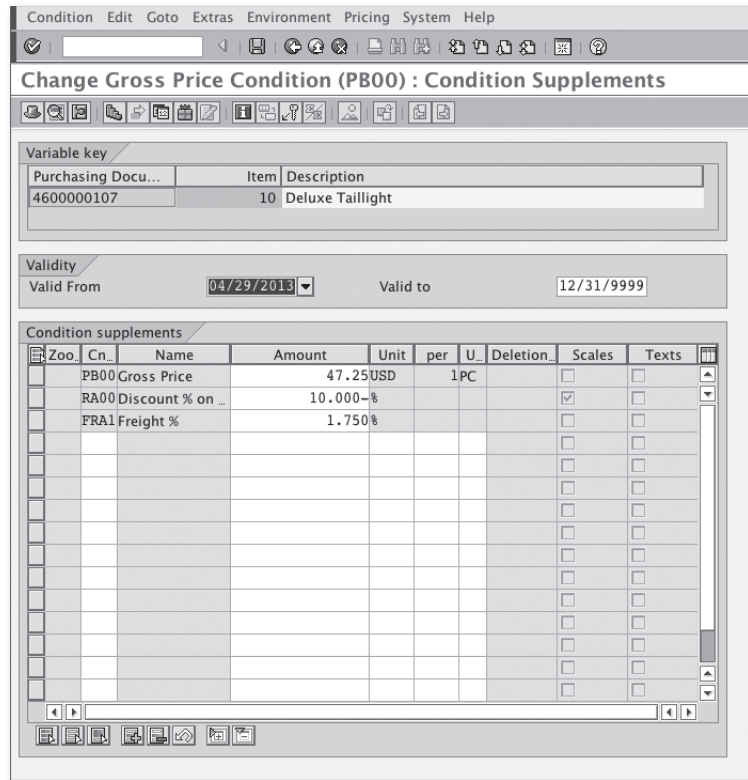 Condition Edit Goto Extras Environment Pricing System Help
Change Gross Price Condition (PB00) : Condition Supplements
Variable key
Purchasing Docu... Item Description
4600000107 10 Deluxe Taillight
Validity
Valid From 04/29/2013 Valid to 12/31/9999
Condition supplements
Zoo... Cn... Name Amount Unit per U... Deletion... Scales Texts
PB00 Gross Price 47.25 USD 1 PC
RA00 Discount % on ... 10.000- %
FRA1 Freight % 1.750 %